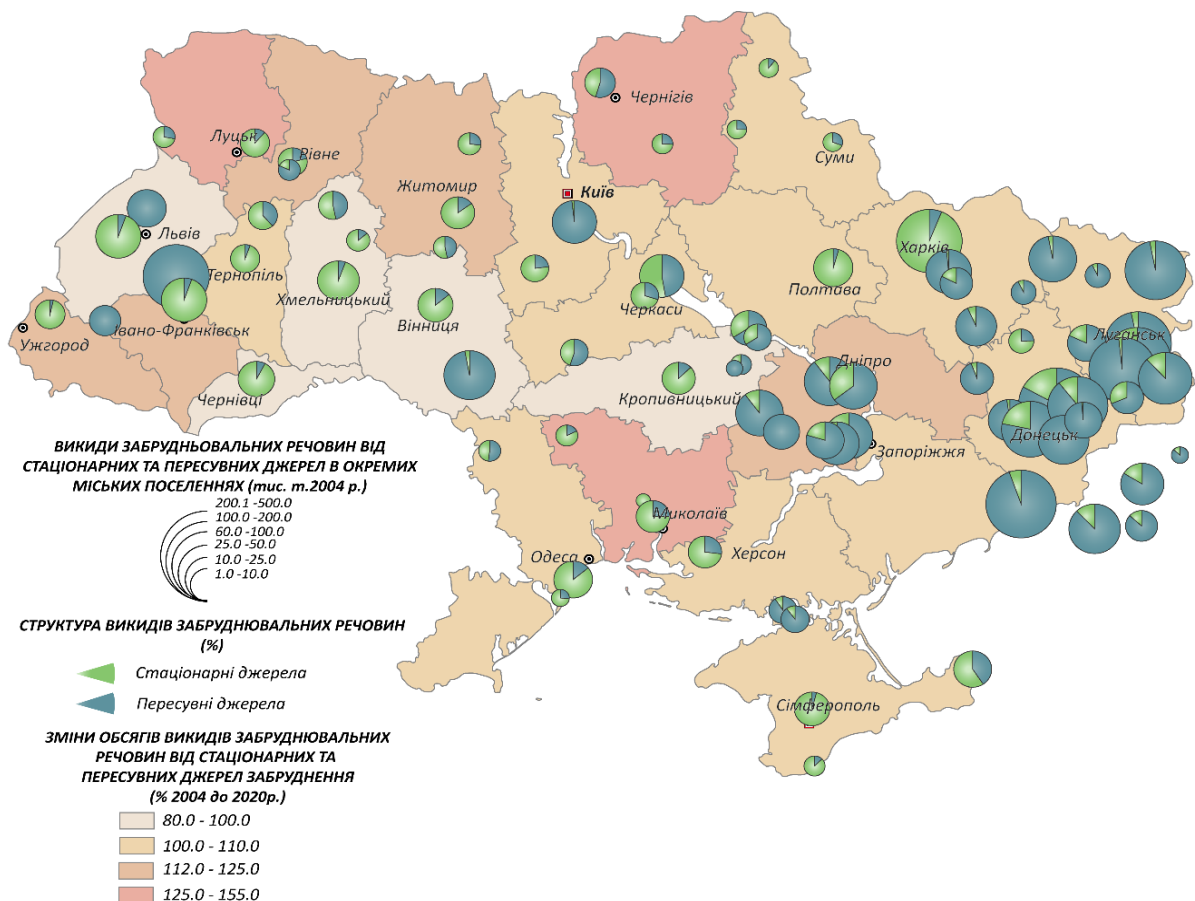 Чернігів
Луцьк
Рівне
Суми
Житомир
Київ
Львів
Харків
Тернопіль
Полтава
Хмельницький
Черкаси
Івано-Франківськ
Вінниця
Ужгород
Луганськ
Дніпро
Чернівці
Кропивницький
Донецьк
Запоріжжя
Миколаїв
Одеса
Херсон
Сімферополь
ВИКИДИ ЗАБРУДНЬОВАЛЬНИХ РЕЧОВИН ВІД
СТАЦІОНАРНИХ ТА ПЕРЕСУВНИХ ДЖЕРЕЛ В ОКРЕМИХ
МІСЬКИХ ПОСЕЛЕННЯХ (тис. т.2004 р.)
200.1 -500.0
100.0 -200.0
60.0 -100.0
25.0 -50.0
10.0 -25.0
1.0 -10.0
СТРУКТУРА ВИКИДІВ ЗАБРУДНЮВАЛЬНИХ РЕЧОВИН
(%)
Стаціонарні джерела
Пересувні джерела
ЗМІНИ ОБСЯГІВ ВИКИДІВ ЗАБРУДНЮВАЛЬНИХ
РЕЧОВИН ВІД СТАЦІОНАРНИХ ТА
ПЕРЕСУВНИХ ДЖЕРЕЛ ЗАБРУДНЕННЯ
(% 2004 до 2020р.)
80.0 - 100.0
100.0 - 110.0
112.0 - 125.0
125.0 - 155.0